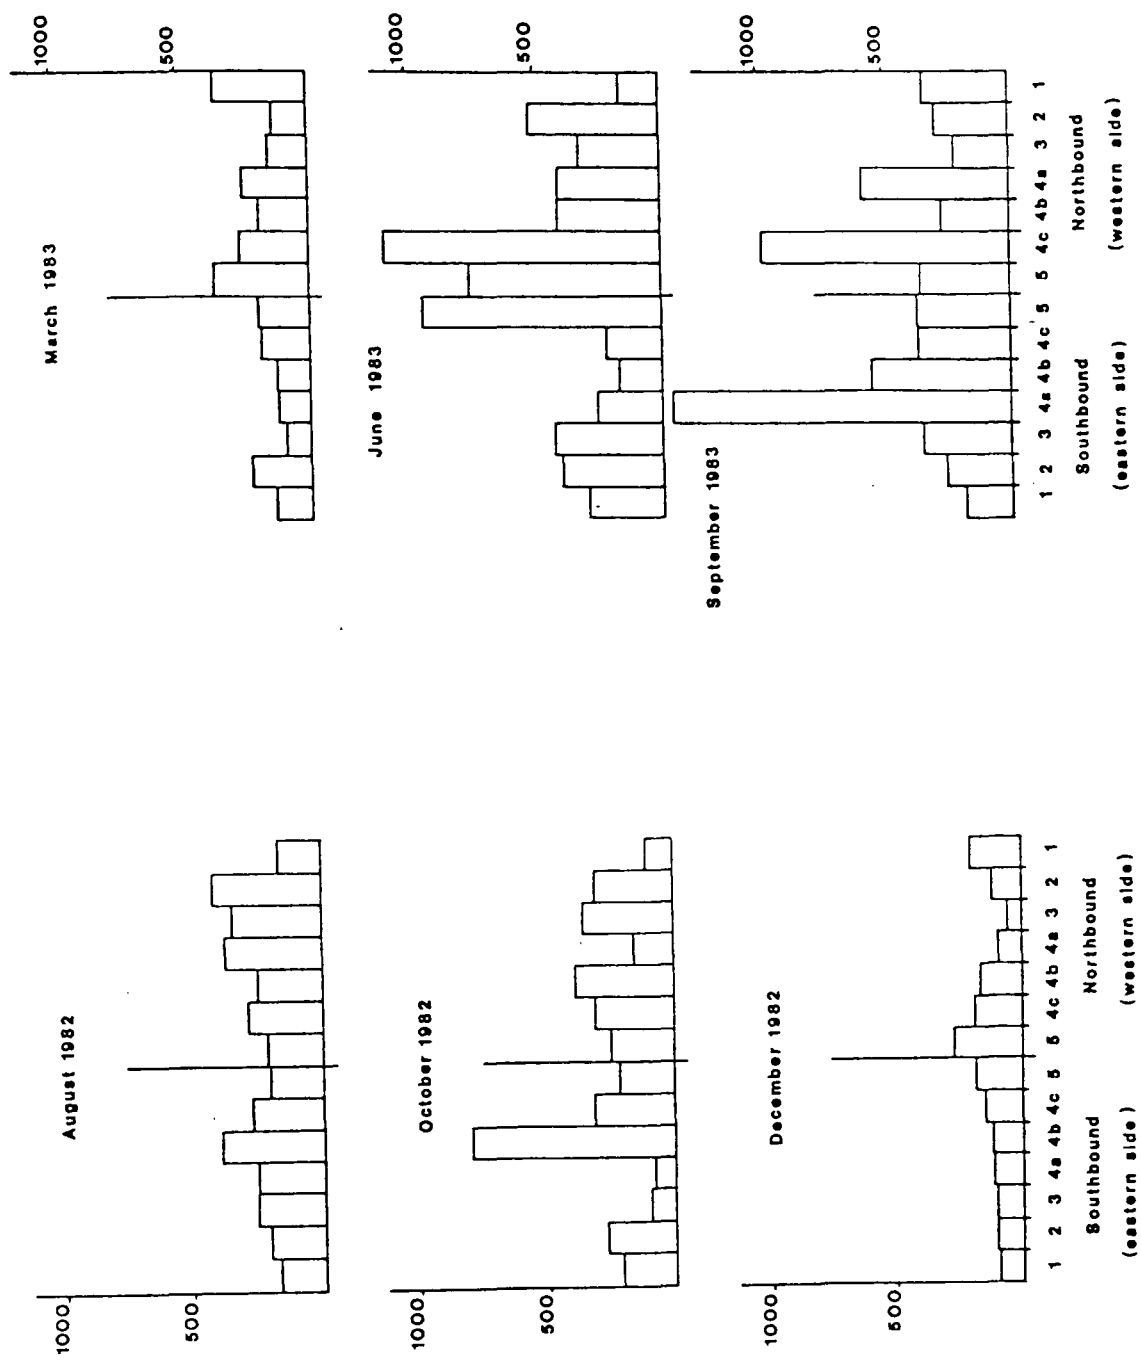 August 1982
1000
500
March 1983
1000
500
October 1982
1000
500
June 1983
1000
500
December 1982
1000
500
1 2 3 4a 4b 4c 5 5 4c 4b 4a 3 2 1
Southbound Northbound
(eastern side) (western side)
September 1983
1000
500
1 2 3 4a 4b 4c 5 5 4c 4b 4a 3 2 1
Southbound Northbound
(eastern side) (western side)